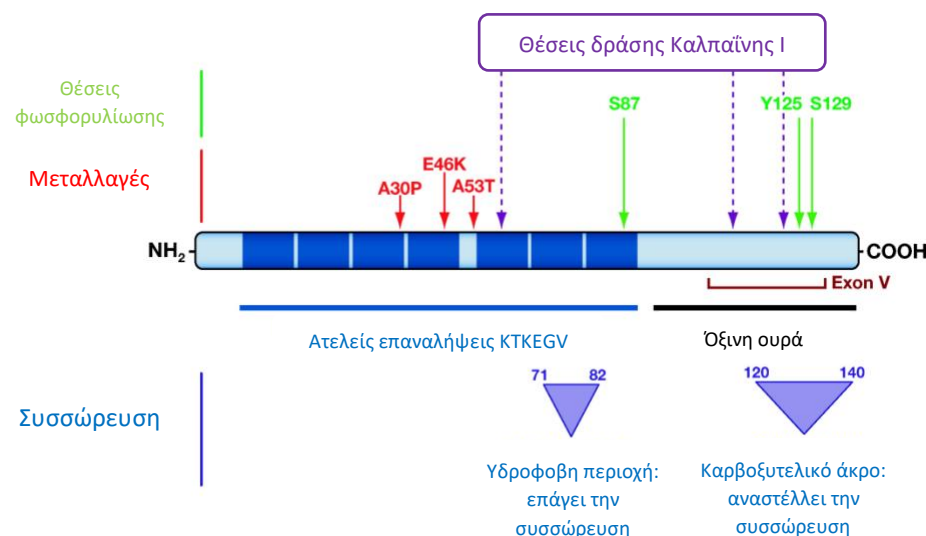 Θέσεις δράσης Καλπαΐνης Ι
Θέσεις
φωσφορυλίωσης
S87
Y125 S129
Μεταλλαγές
E46K
A30P
A53T
NH2
COOH
Exon V
Ατελείς επαναλήψεις KTKEGV
Όξινη ουρά
71 82
120 140
Συσσώρευση
Υδροφοβη περιοχή:
επάγει την
συσσώρευση
Καρβοξυτελικό άκρο:
αναστέλλει την
συσσώρευση